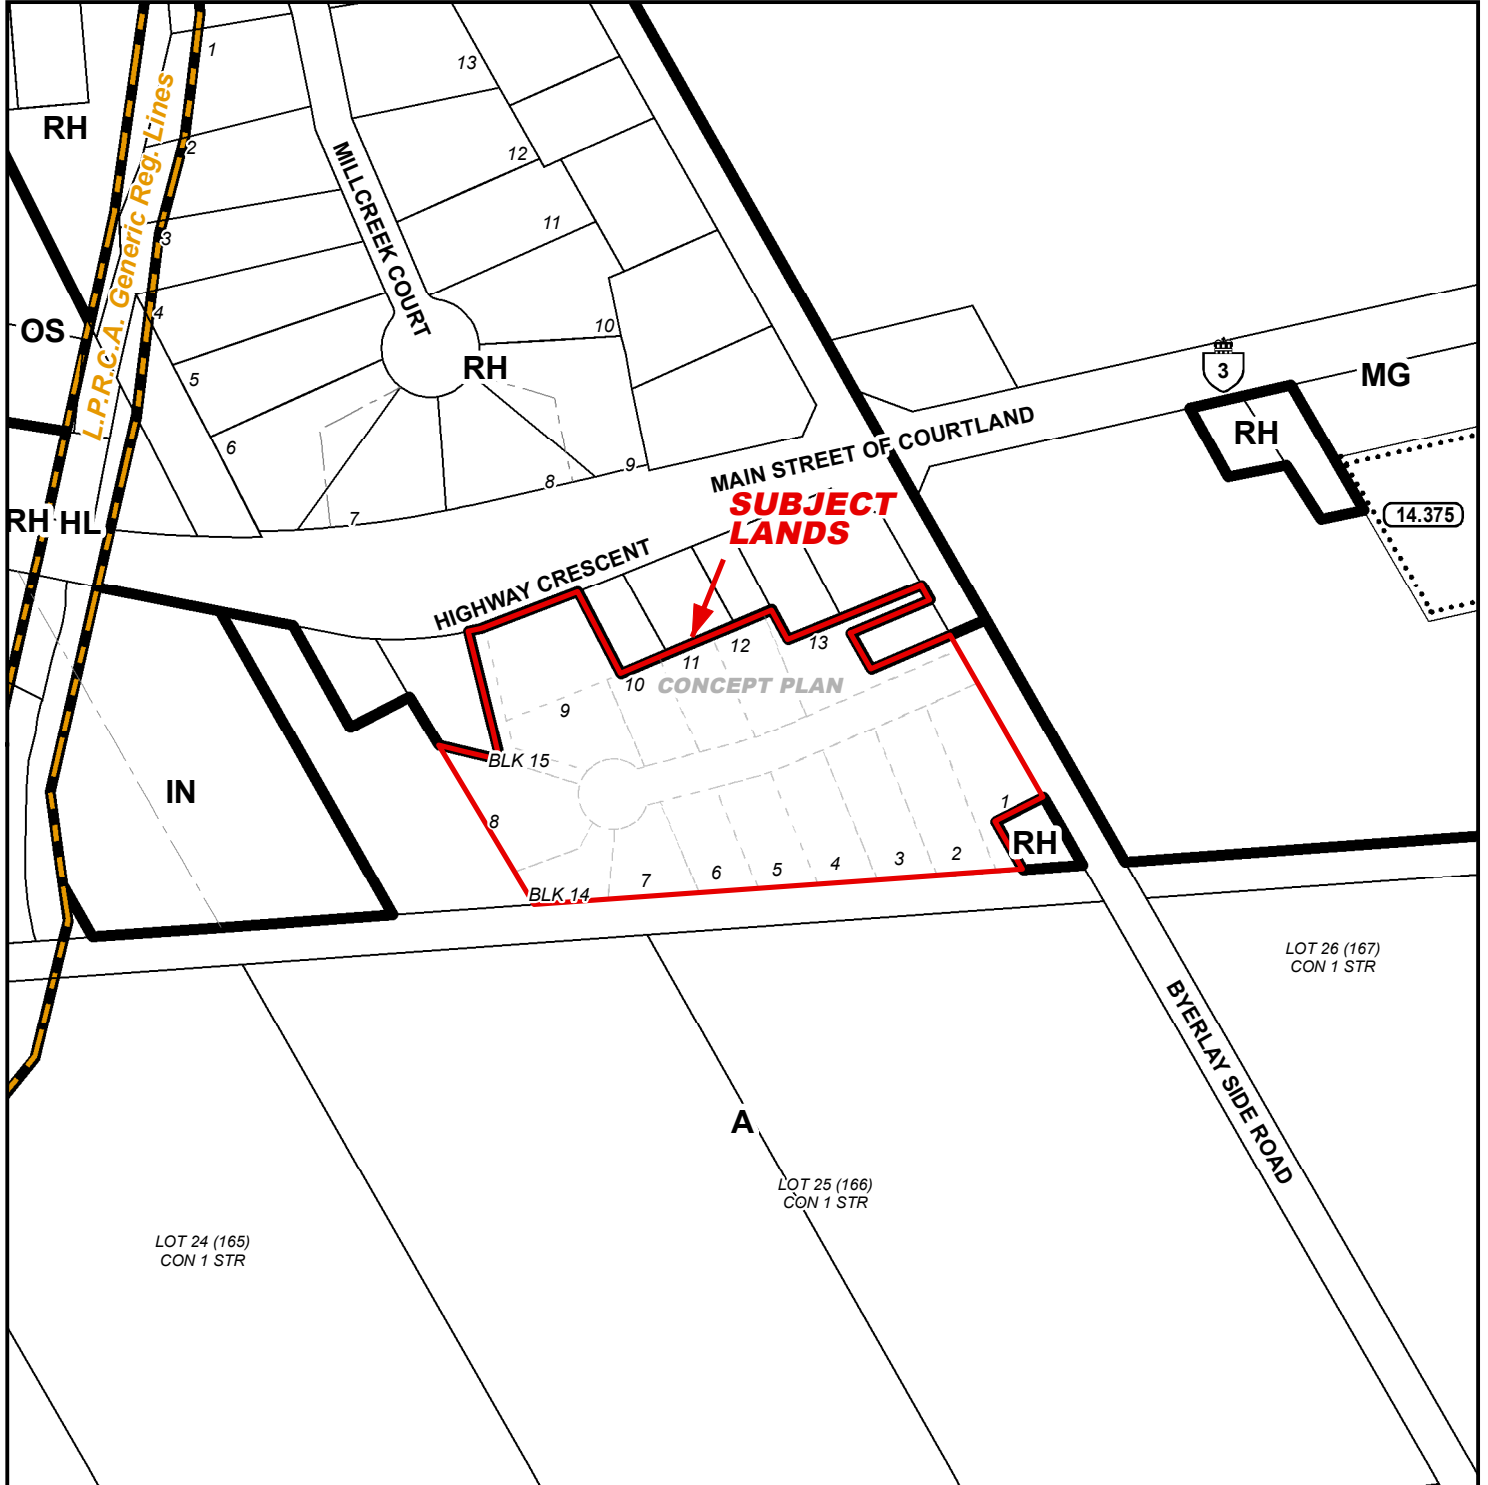 1
13
RH
2
12
MILLCREEK COURT
11
3
L.P.R.C.A. Generic Reg. Lines
4
OS
10
RH
5
3
MG
6
MAIN STREET OF COURTLAND
RH
9
8
7
SUBJECT
LANDS
14.375
RH
HL
HIGHWAY CRESCENT
13
12
11
10
CONCEPT PLAN
9
BLK 15
IN
8
1
RH
2
3
4
5
6
7
BLK 14
LOT 26 (167)
CON 1 STR
BYERLAY SIDE ROAD
A
LOT 25 (166)
CON 1 STR
LOT 24 (165)
CON 1 STR